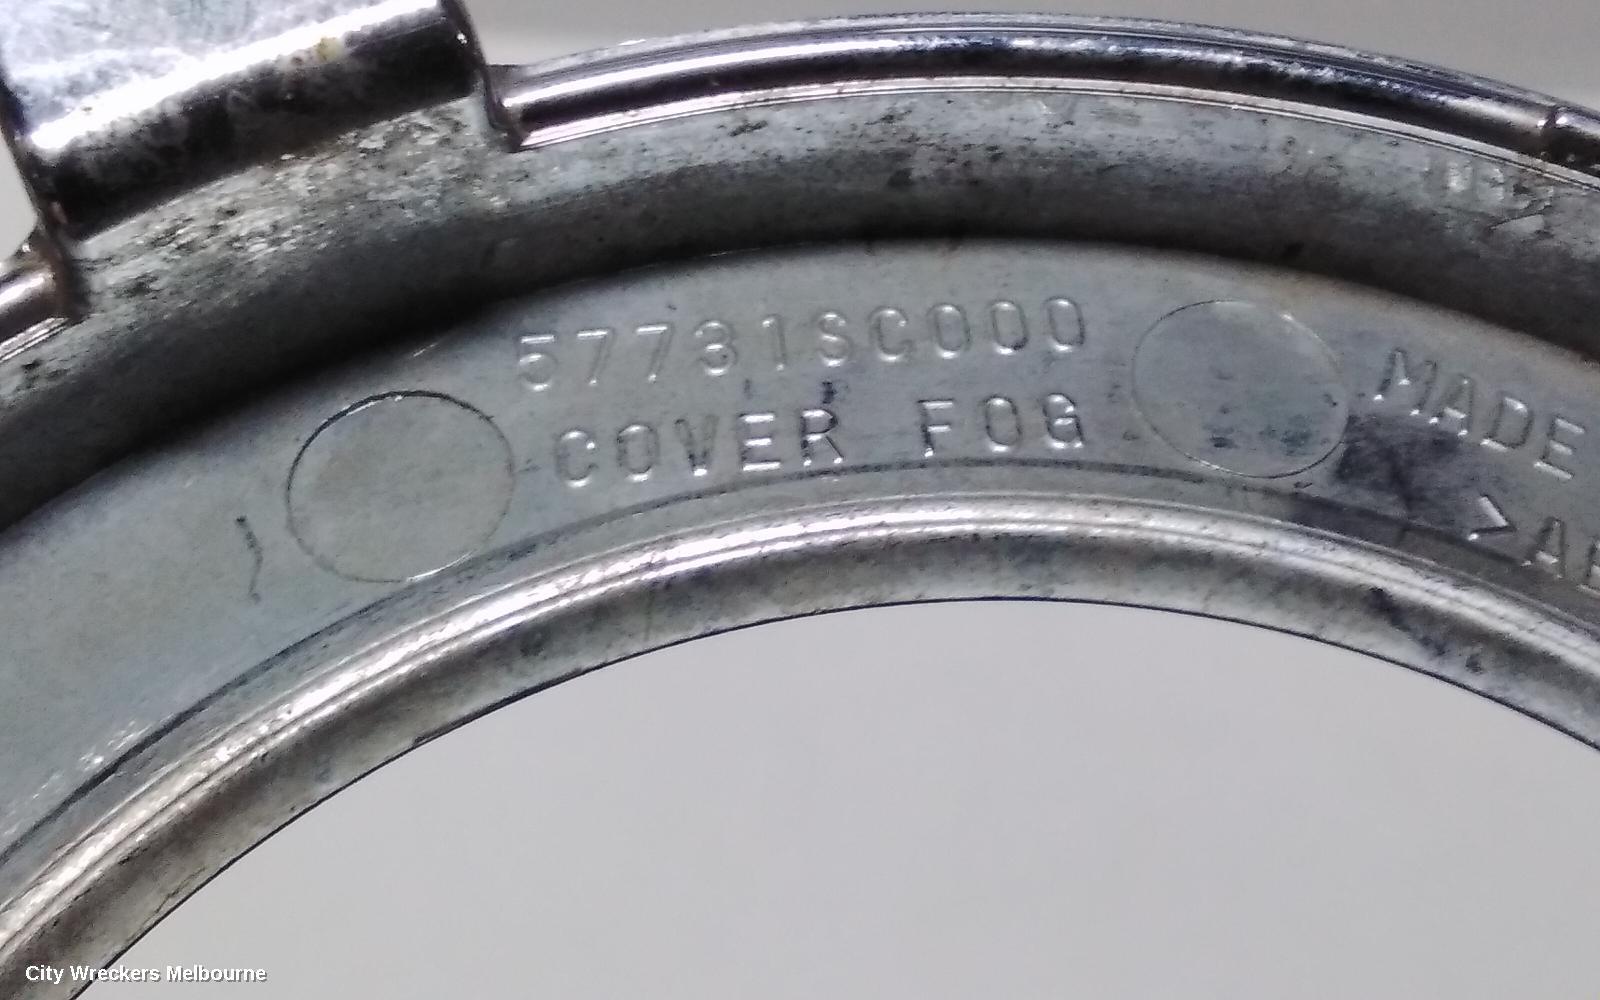 57731SC000
COVER FOG
MADE
City Wreckers Melbourne